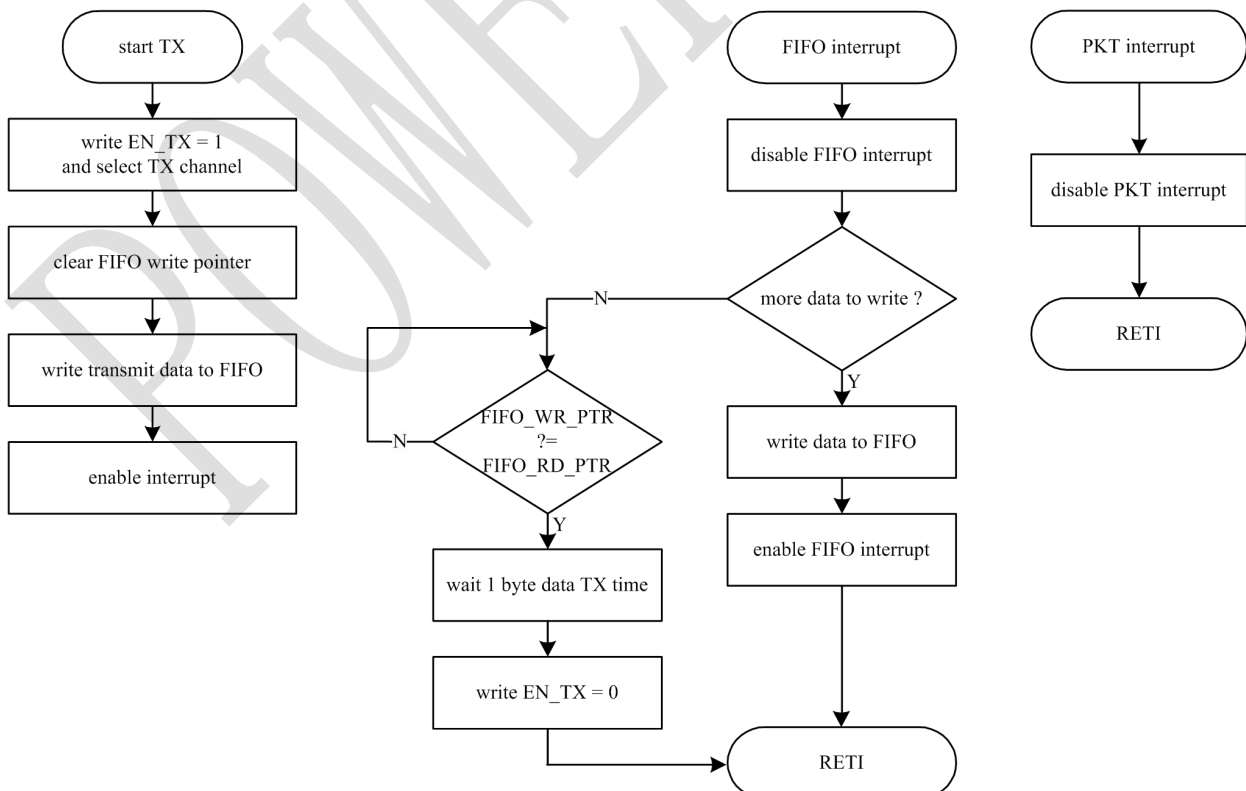 start TX
write EN_TX = 1
and select TX channel
clear FIFO write pointer
write transmit data to FIFO
enable interrupt
FIFO interrupt
disable FIFO interrupt
more data to write ?
N
Y
FIFO_WR_PTR
?=
FIFO_RD_PTR
N
Y
wait 1 byte data TX time
write EN_TX = 0
write data to FIFO
enable FIFO interrupt
RETI
PKT interrupt
disable PKT interrupt
RETI
POWER